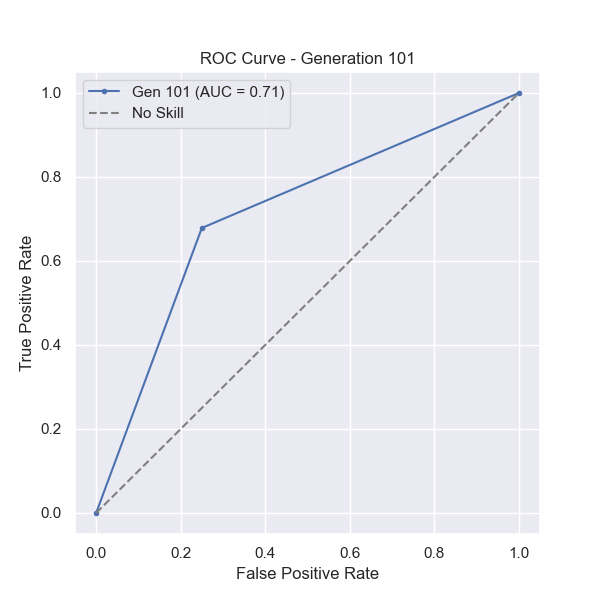 ROC Curve - Generation 101
Gen 101 (AUC = 0.71)
No Skill
True Positive Rate
1.0
0.8
0.6
0.4
0.2
0.0
0.0 0.2 0.4 0.6 0.8 1.0
False Positive Rate